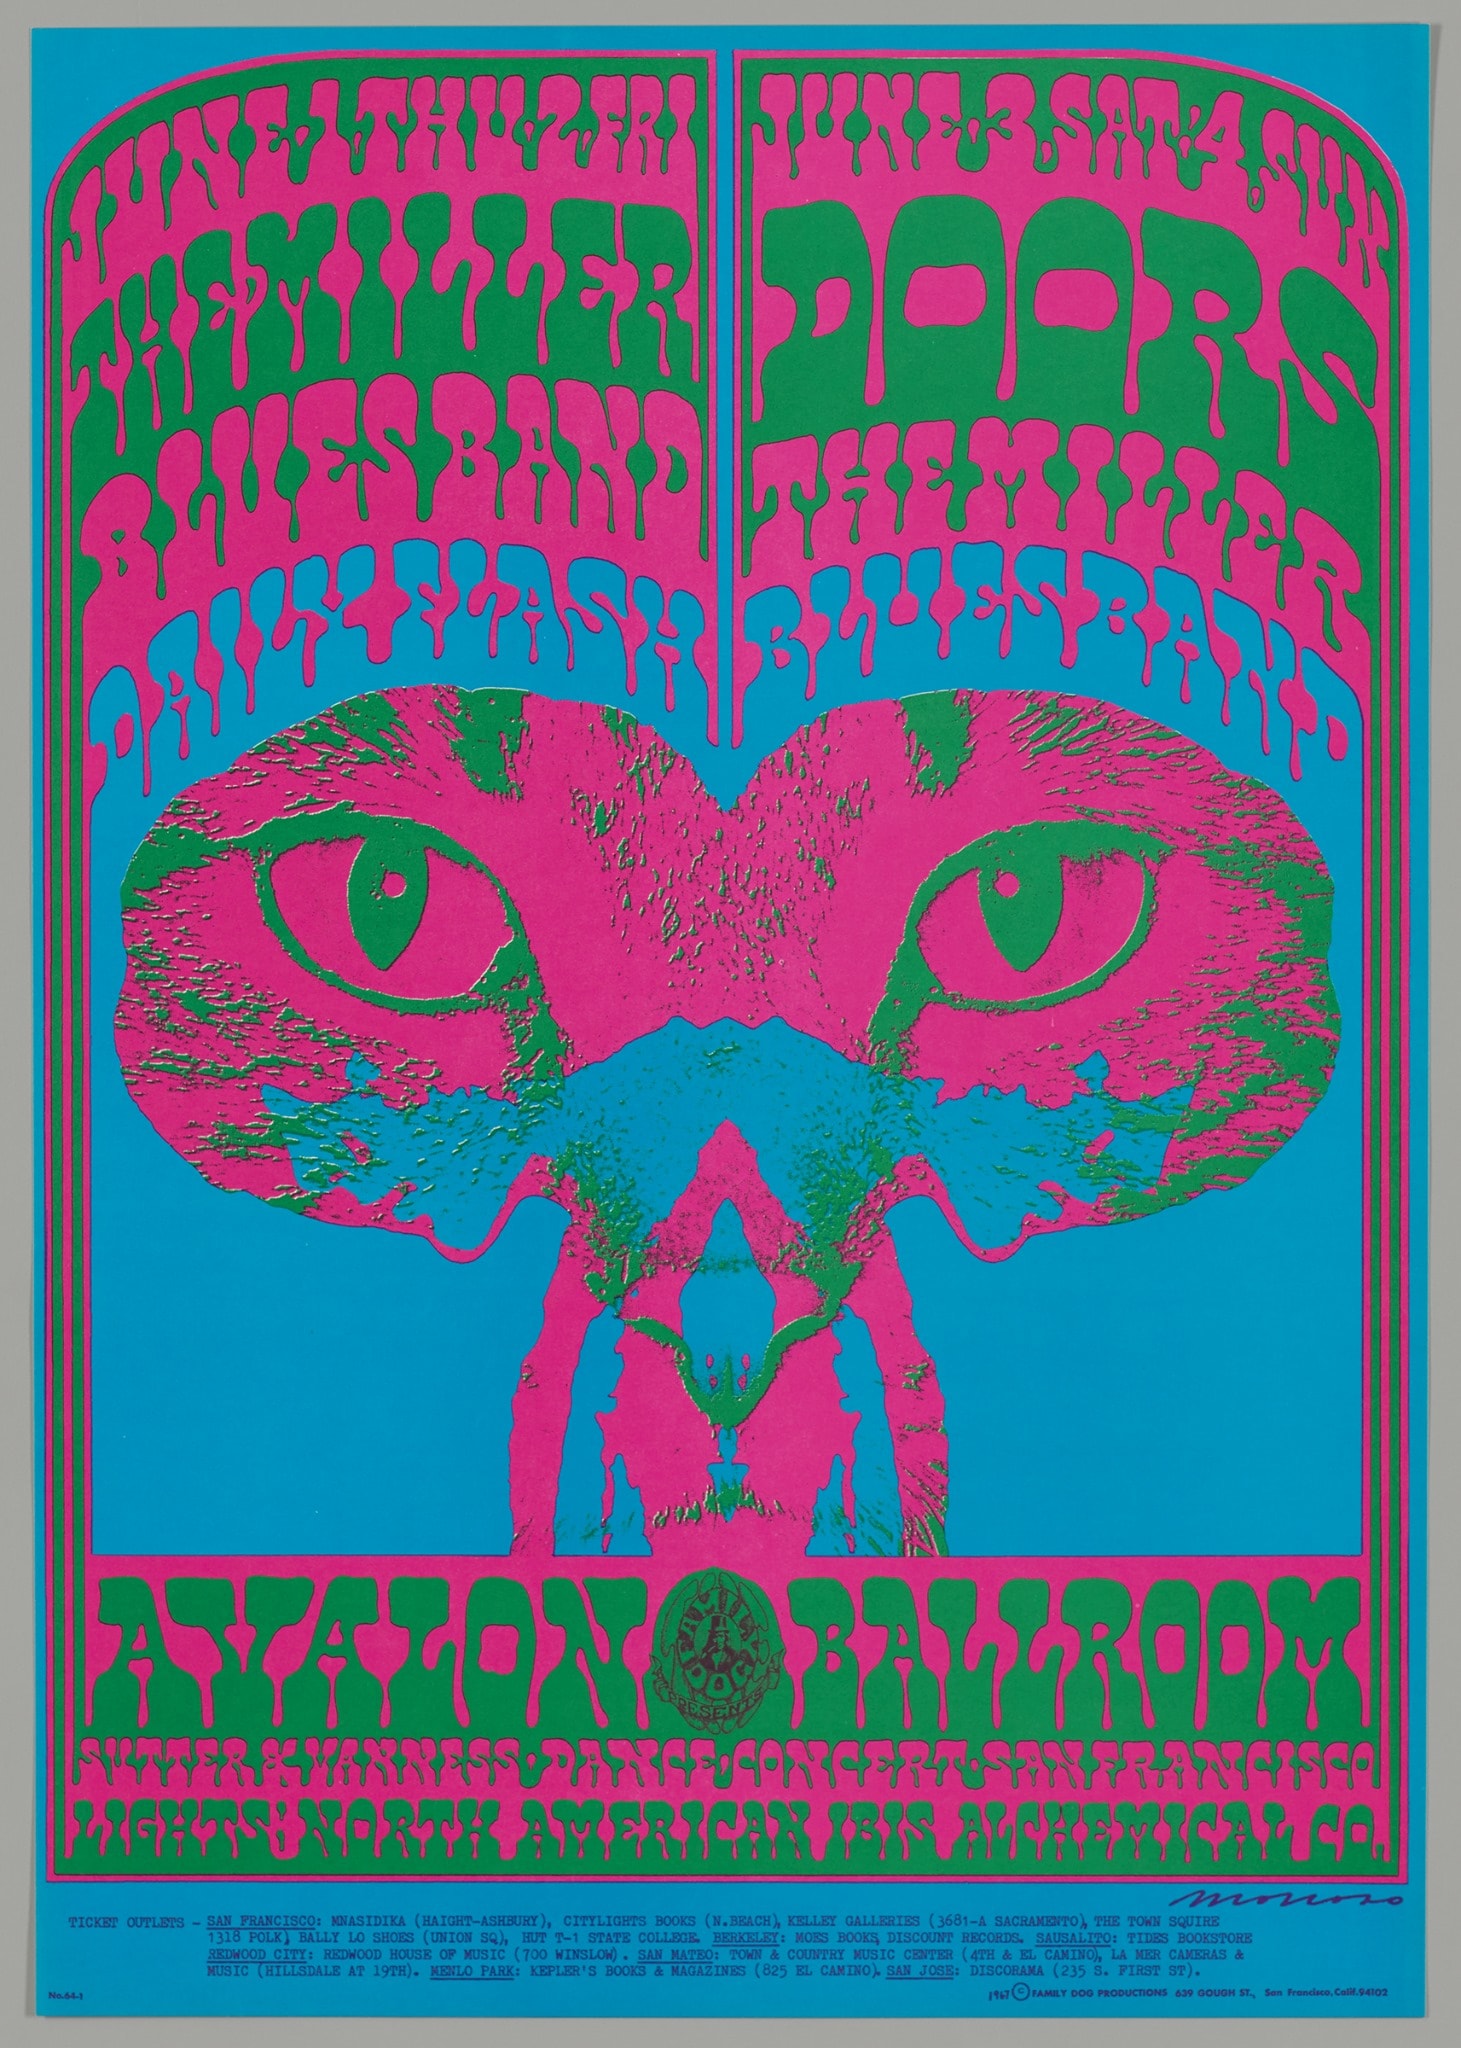 JUNE.1.THU.2.FRI
THE MILLER
BLUES BAND
DAILY FLASH
JUNE.3.SAT.4.SUN
DOORS
THE MILLER
BLUES BAND
AVALON BALLROOM
FAMILY
DOG
PRESENTS
SUTTER & VAN NESS • DANCE • CONCERT • SAN FRANCISCO
LIGHTS: NORTH AMERICAN IBIS ALCHEMICAL CO.
moscoso
TICKET OUTLETS - SAN FRANCISCO: MNASIDIKA (HAIGHT-ASHBURY), CITYLIGHTS BOOKS (N.BEACH), KELLEY GALLERIES (3681-A SACRAMENTO), THE TOWN SQUIRE
1318 POLK), BALLY LO SHOES (UNION SQ), HUT T-1 STATE COLLEGE. BERKELEY: MOES BOOKS, DISCOUNT RECORDS. SAUSALITO: TIDES BOOKSTORE
REDWOOD CITY: REDWOOD HOUSE OF MUSIC (700 WINSLOW). SAN MATEO: TOWN & COUNTRY MUSIC CENTER (4TH & EL CAMINO), LA MER CAMERAS &
MUSIC (HILLSDALE AT 19TH). MENLO PARK: KEPLER'S BOOKS & MAGAZINES (825 EL CAMINO). SAN JOSE: DISCORAMA (235 S. FIRST ST).
No.64-1
1967 © FAMILY DOG PRODUCTIONS 639 GOUGH ST., San Francisco, Calif. 94102